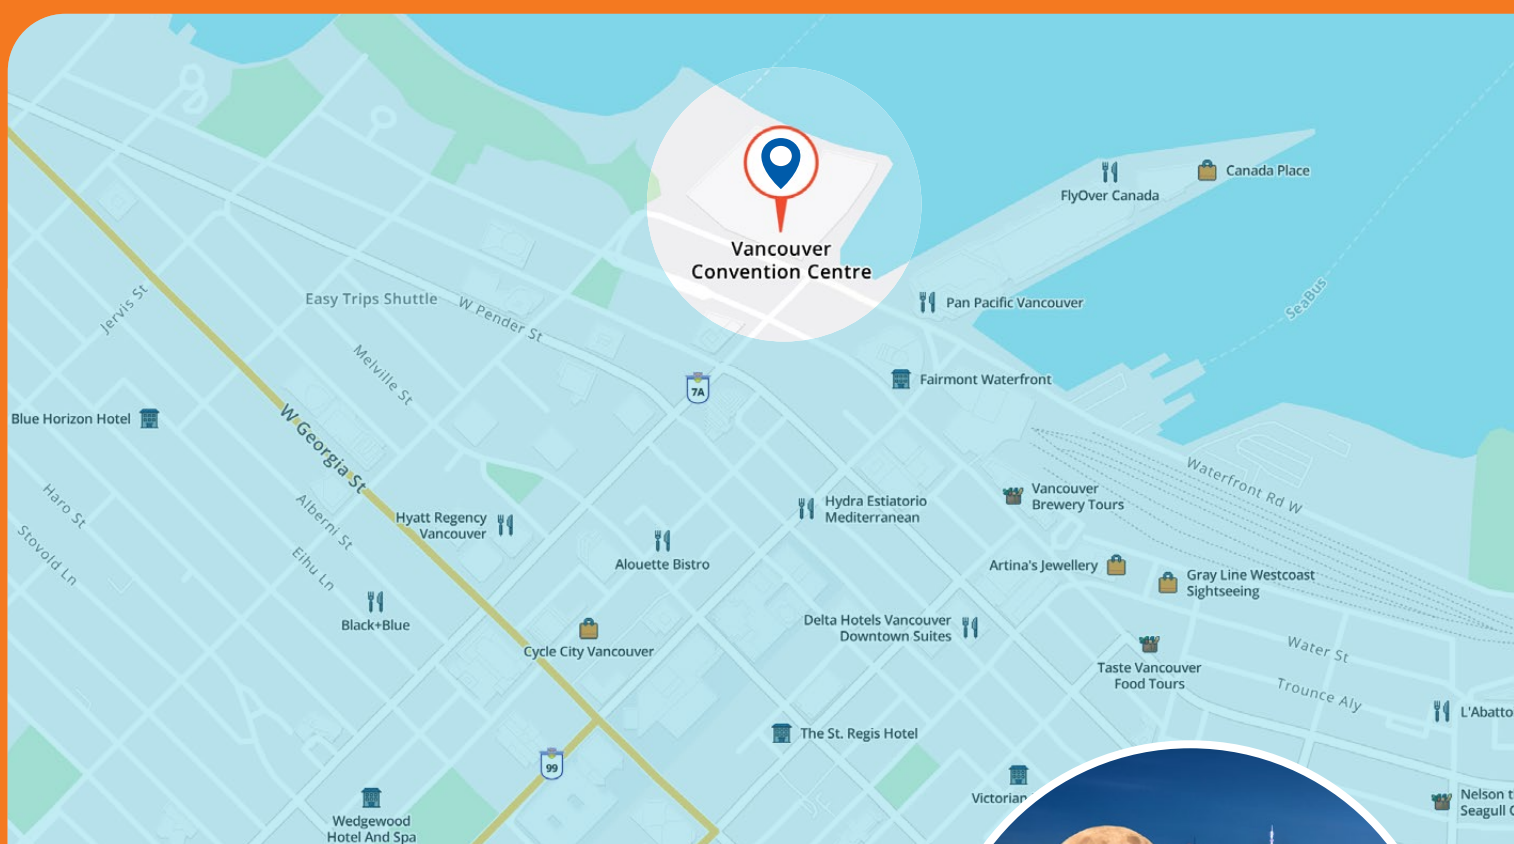 Canada Place
FlyOver Canada
Vancouver
Convention Centre
Jervis St
Easy Trips Shuttle
W Pender St
Pan Pacific Vancouver
SeaBus
Melville St
7A
Fairmont Waterfront
Blue Horizon Hotel
W Georgia St
Waterfront Rd W
Haro St
Alberni St
Hyatt Regency
Vancouver
Hydra Estiatorio
Mediterranean
Vancouver
Brewery Tours
Stovold Ln
Eihu Ln
Alouette Bistro
Artina's Jewellery
Gray Line Westcoast
Sightseeing
Black+Blue
Cycle City Vancouver
Delta Hotels Vancouver
Downtown Suites
Water St
Taste Vancouver
Food Tours
Trounce Aly
L'Abatto
The St. Regis Hotel
99
Victorian
Nelson t
Seagull
Wedgewood
Hotel And Spa